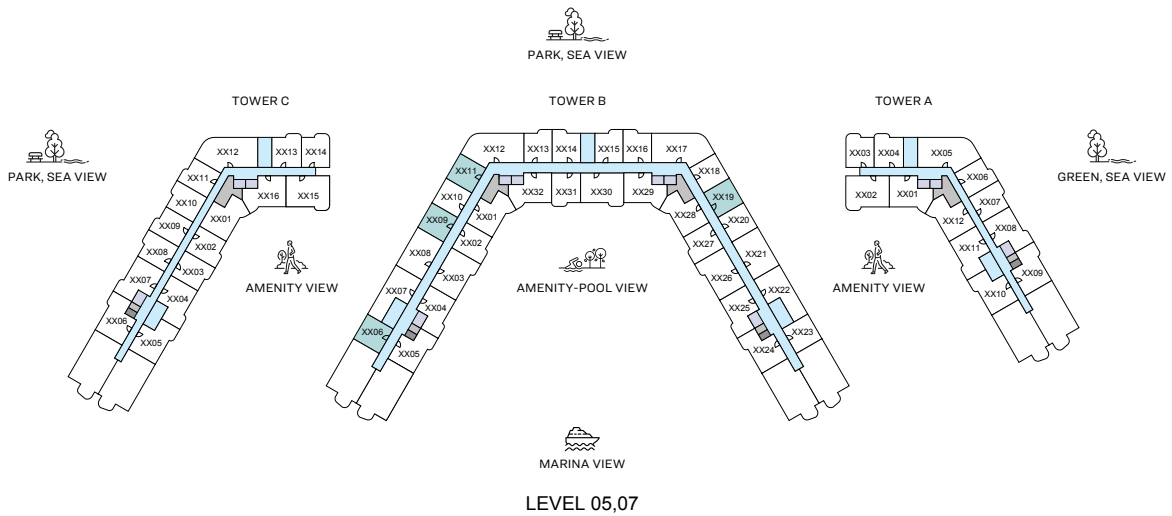 PARK, SEA VIEW
TOWER C
TOWER B
TOWER A
PARK, SEA VIEW
GREEN, SEA VIEW
XX12
XX13
XX14
XX11
XX10
XX09
XX08
XX07
XX06
XX16
XX15
XX01
XX02
XX03
XX04
XX05
AMENITY VIEW
XX12
XX13
XX14
XX15
XX16
XX17
XX11
XX10
XX09
XX08
XX07
XX06
XX32
XX31
XX30
XX29
XX01
XX02
XX03
XX04
XX05
AMENITY-POOL VIEW
XX18
XX19
XX20
XX21
XX22
XX23
XX28
XX27
XX26
XX25
XX24
AMENITY VIEW
XX03
XX04
XX05
XX02
XX01
XX06
XX07
XX08
XX09
XX12
XX11
XX10
MARINA VIEW
LEVEL 05,07